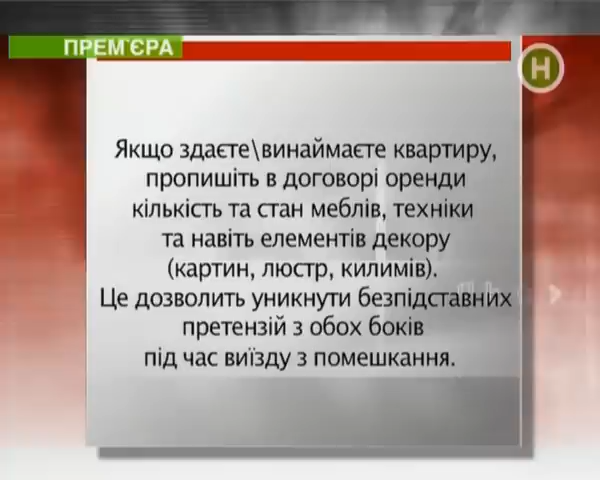 ПРЕМ'ЄРА
Н
Якщо здаєте\винаймаєте квартиру,
пропишіть в договорі оренди
кількість та стан меблів, техніки
та навіть елементів декору
(картин, люстр, килимів).
Це дозволить уникнути безпідставних
претензій з обох боків
під час виїзду з помешкання.